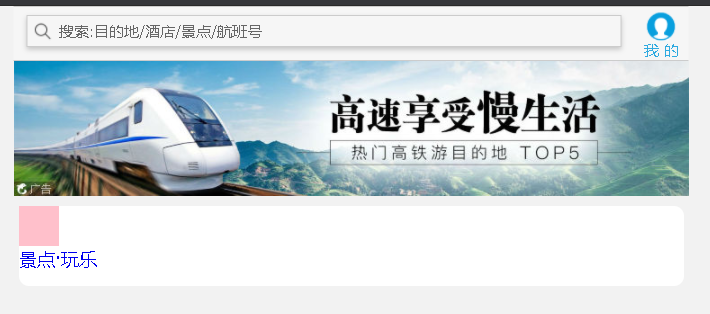 搜索:目的地/酒店/景点/航班号
我 的
高速享受慢生活
热门高铁游目的地 TOP5
广告
景点·玩乐